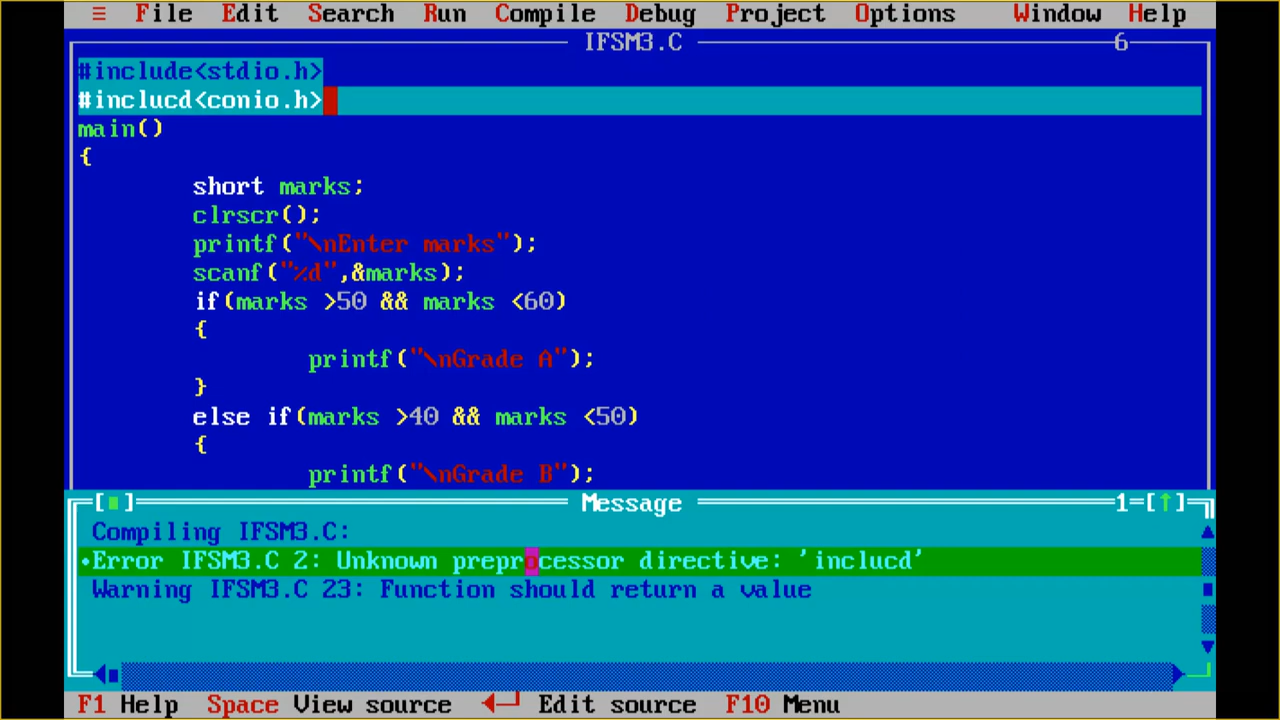 ≡ File Edit Search Run Compile Debug Project Options Window Help
IFSM3.C 6
#include<stdio.h>
#inclucd<conio.h>
main()
{
short marks;
clrscr();
printf("\nEnter marks");
scanf("%d",&marks);
if(marks >50 && marks <60)
{
printf("\nGrade A");
}
else if(marks >40 && marks <50)
{
printf("\nGrade B");
[■] Message 1=[↑]
Compiling IFSM3.C:
•Error IFSM3.C 2: Unknown preprocessor directive: 'inclucd'
Warning IFSM3.C 23: Function should return a value
F1 Help Space View source ◄┘ Edit source F10 Menu